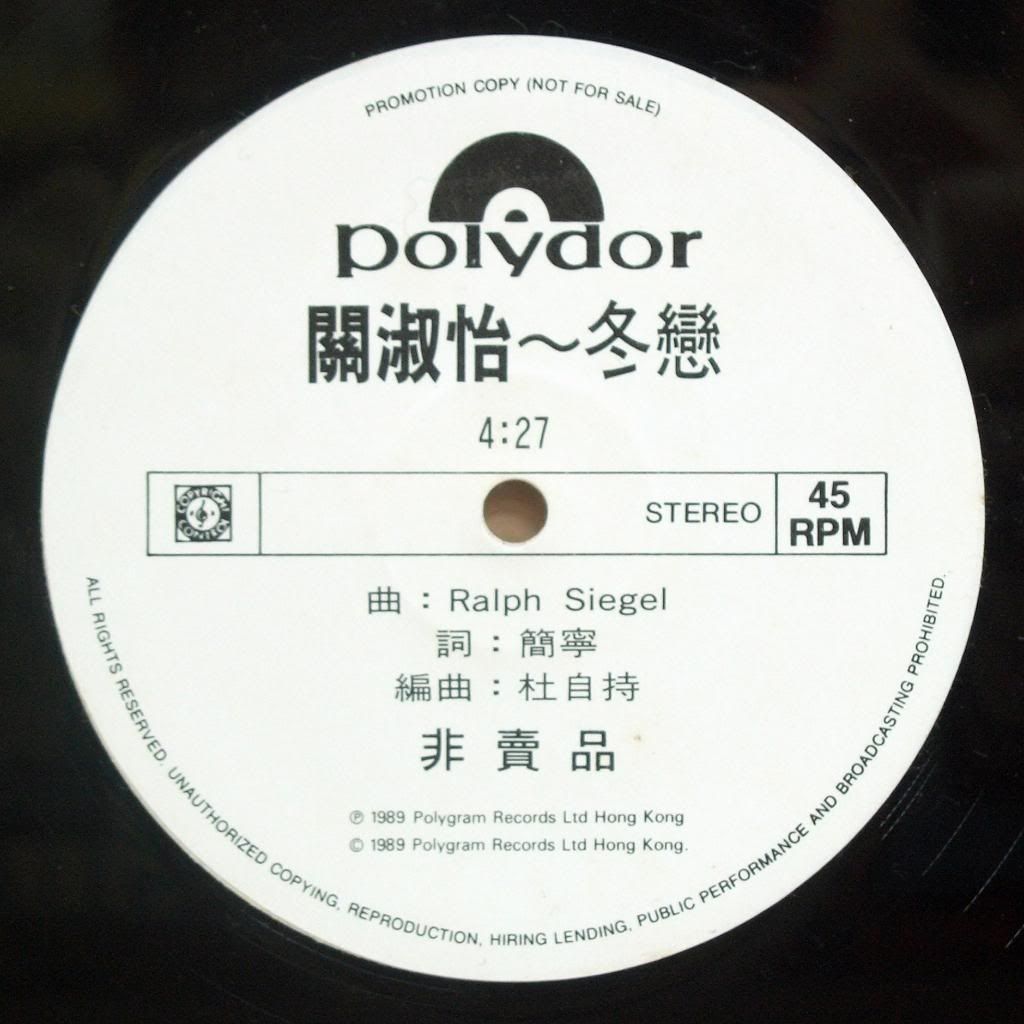 PROMOTION COPY (NOT FOR SALE)
polydor
關淑怡～冬戀
4:27
COPYRIGHT CONTROL
STEREO
45 RPM
曲：Ralph Siegel
詞：簡寧
編曲：杜自持
非賣品
℗ 1989 Polygram Records Ltd Hong Kong
© 1989 Polygram Records Ltd Hong Kong.
ALL RIGHTS RESERVED. UNAUTHORIZED COPYING, REPRODUCTION, HIRING LENDING, PUBLIC PERFORMANCE AND BROADCASTING PROHIBITED.